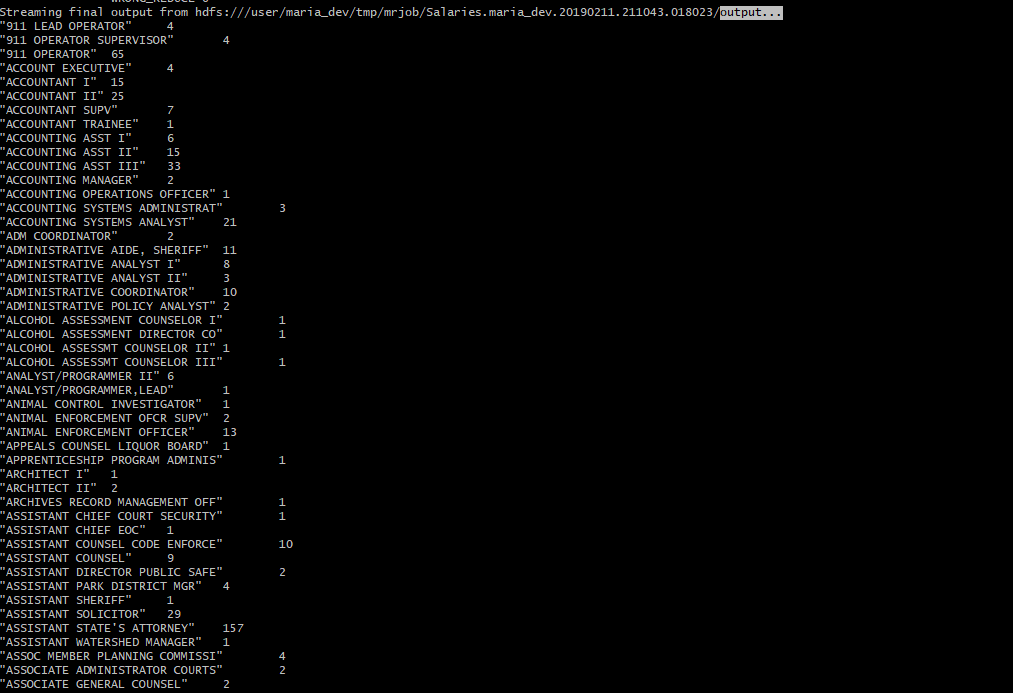 WRONG_REDUCE=0
Streaming final output from hdfs:///user/maria_dev/tmp/mrjob/Salaries.maria_dev.20190211.211043.018023/output...
"911 LEAD OPERATOR" 4
"911 OPERATOR SUPERVISOR" 4
"911 OPERATOR" 65
"ACCOUNT EXECUTIVE" 4
"ACCOUNTANT I" 15
"ACCOUNTANT II" 25
"ACCOUNTANT SUPV" 7
"ACCOUNTANT TRAINEE" 1
"ACCOUNTING ASST I" 6
"ACCOUNTING ASST II" 15
"ACCOUNTING ASST III" 33
"ACCOUNTING MANAGER" 2
"ACCOUNTING OPERATIONS OFFICER" 1
"ACCOUNTING SYSTEMS ADMINISTRAT" 3
"ACCOUNTING SYSTEMS ANALYST" 21
"ADM COORDINATOR" 2
"ADMINISTRATIVE AIDE, SHERIFF" 11
"ADMINISTRATIVE ANALYST I" 8
"ADMINISTRATIVE ANALYST II" 3
"ADMINISTRATIVE COORDINATOR" 10
"ADMINISTRATIVE POLICY ANALYST" 2
"ALCOHOL ASSESSMENT COUNSELOR I" 1
"ALCOHOL ASSESSMENT DIRECTOR CO" 1
"ALCOHOL ASSESSMT COUNSELOR II" 1
"ALCOHOL ASSESSMT COUNSELOR III" 1
"ANALYST/PROGRAMMER II" 6
"ANALYST/PROGRAMMER,LEAD" 1
"ANIMAL CONTROL INVESTIGATOR" 1
"ANIMAL ENFORCEMENT OFCR SUPV" 2
"ANIMAL ENFORCEMENT OFFICER" 13
"APPEALS COUNSEL LIQUOR BOARD" 1
"APPRENTICESHIP PROGRAM ADMINIS" 1
"ARCHITECT I" 1
"ARCHITECT II" 2
"ARCHIVES RECORD MANAGEMENT OFF" 1
"ASSISTANT CHIEF COURT SECURITY" 1
"ASSISTANT CHIEF EOC" 1
"ASSISTANT COUNSEL CODE ENFORCE" 10
"ASSISTANT COUNSEL" 9
"ASSISTANT DIRECTOR PUBLIC SAFE" 2
"ASSISTANT PARK DISTRICT MGR" 4
"ASSISTANT SHERIFF" 1
"ASSISTANT SOLICITOR" 29
"ASSISTANT STATE'S ATTORNEY" 157
"ASSISTANT WATERSHED MANAGER" 1
"ASSOC MEMBER PLANNING COMMISSI" 4
"ASSOCIATE ADMINISTRATOR COURTS" 2
"ASSOCIATE GENERAL COUNSEL" 2